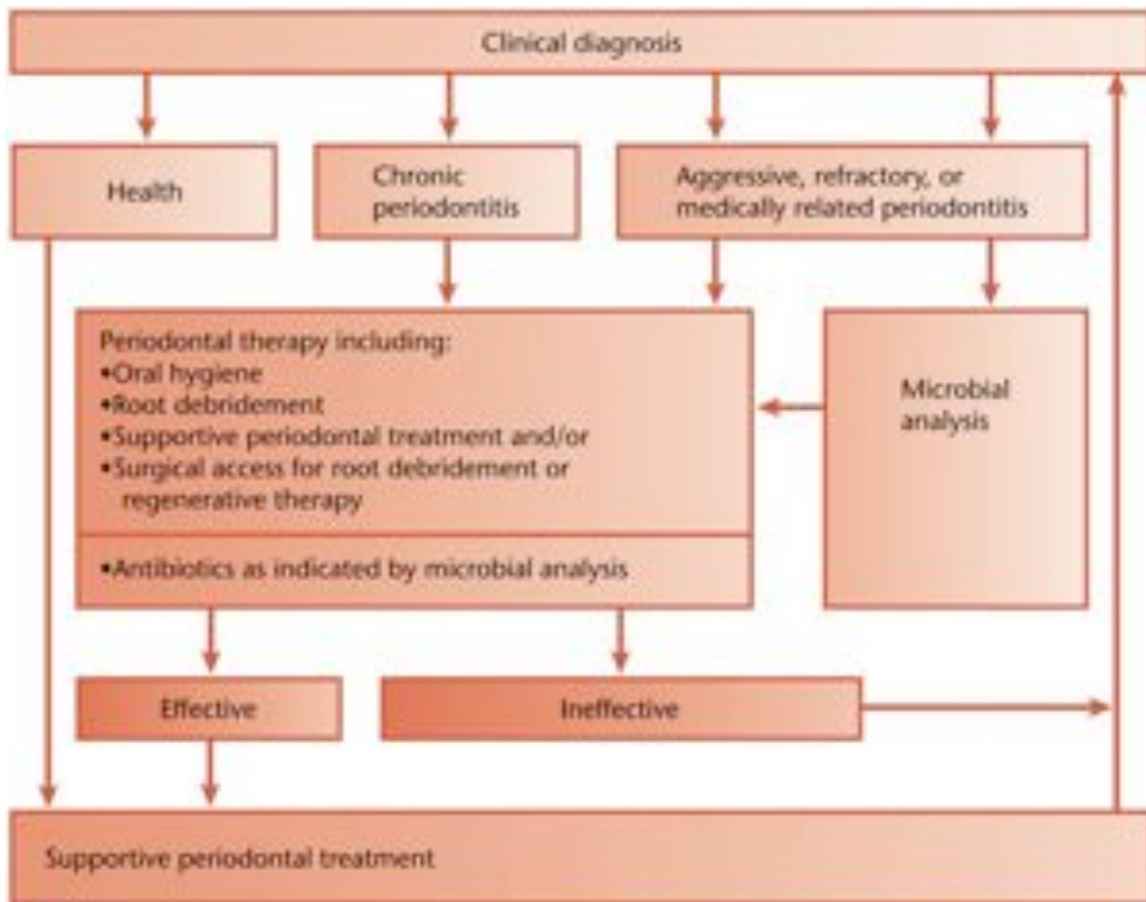 Clinical diagnosis
Health
Chronic
periodontitis
Aggressive, refractory, or
medically related periodontitis
Periodontal therapy including:
•Oral hygiene
•Root debridement
•Supportive periodontal treatment and/or
•Surgical access for root debridement or
regenerative therapy
•Antibiotics as indicated by microbial analysis
Microbial
analysis
Effective
Ineffective
Supportive periodontal treatment